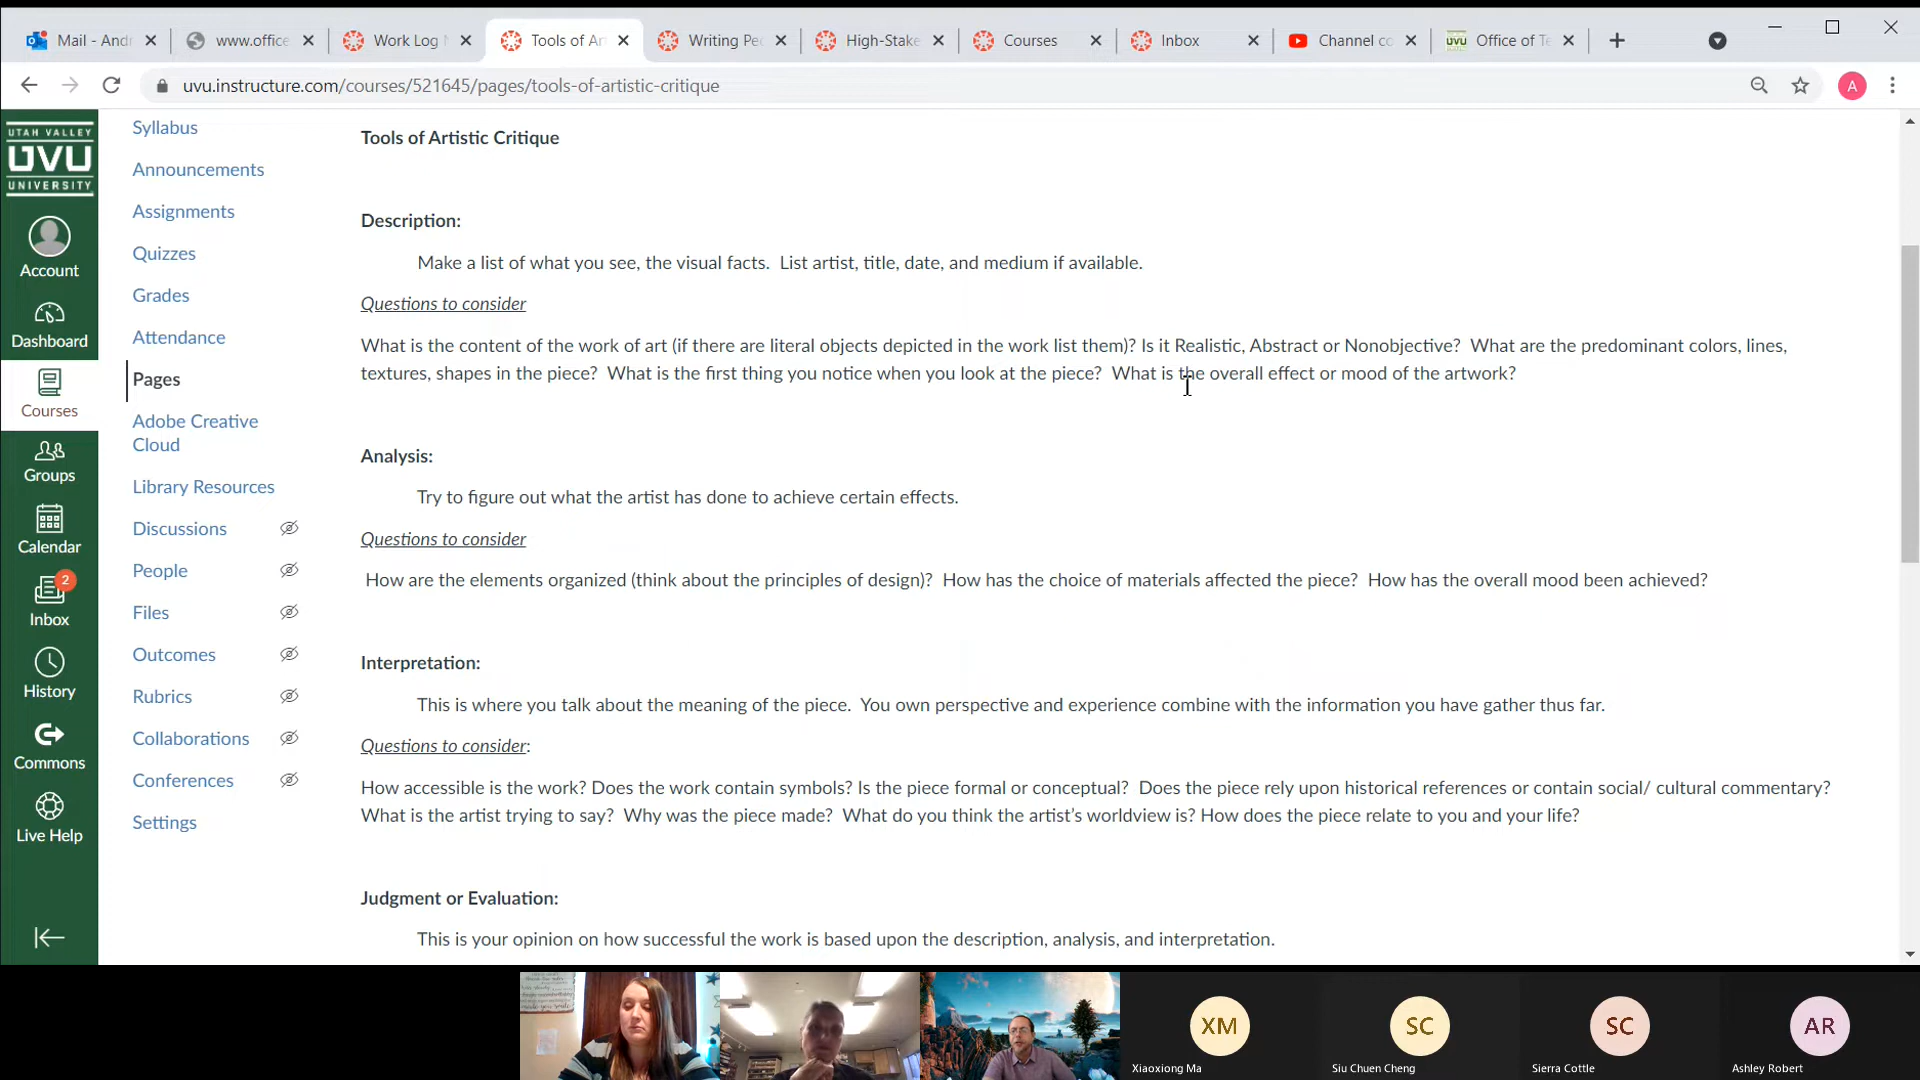 Mail - Andr
www.office
Work Log
Tools of Ar
Writing Pe
High-Stake
Courses
Inbox
Channel co
UVU
Office of Te
uvu.instructure.com/courses/521645/pages/tools-of-artistic-critique
A
UTAH VALLEY
UVU
UNIVERSITY
Account
Dashboard
Courses
Groups
Calendar
2
Inbox
History
Commons
Live Help
Syllabus
Announcements
Assignments
Quizzes
Grades
Attendance
Pages
Adobe Creative
Cloud
Library Resources
Discussions
People
Files
Outcomes
Rubrics
Collaborations
Conferences
Settings
Tools of Artistic Critique
Description:
Make a list of what you see, the visual facts. List artist, title, date, and medium if available.
Questions to consider
What is the content of the work of art (if there are literal objects depicted in the work list them)? Is it Realistic, Abstract or Nonobjective? What are the predominant colors, lines,
textures, shapes in the piece? What is the first thing you notice when you look at the piece? What is the overall effect or mood of the artwork?
Analysis:
Try to figure out what the artist has done to achieve certain effects.
Questions to consider
How are the elements organized (think about the principles of design)? How has the choice of materials affected the piece? How has the overall mood been achieved?
Interpretation:
This is where you talk about the meaning of the piece. You own perspective and experience combine with the information you have gather thus far.
Questions to consider:
How accessible is the work? Does the work contain symbols? Is the piece formal or conceptual? Does the piece rely upon historical references or contain social/ cultural commentary?
What is the artist trying to say? Why was the piece made? What do you think the artist's worldview is? How does the piece relate to you and your life?
Judgment or Evaluation:
This is your opinion on how successful the work is based upon the description, analysis, and interpretation.
XM
Xiaoxiong Ma
SC
Siu Chuen Cheng
SC
Sierra Cottle
AR
Ashley Robert